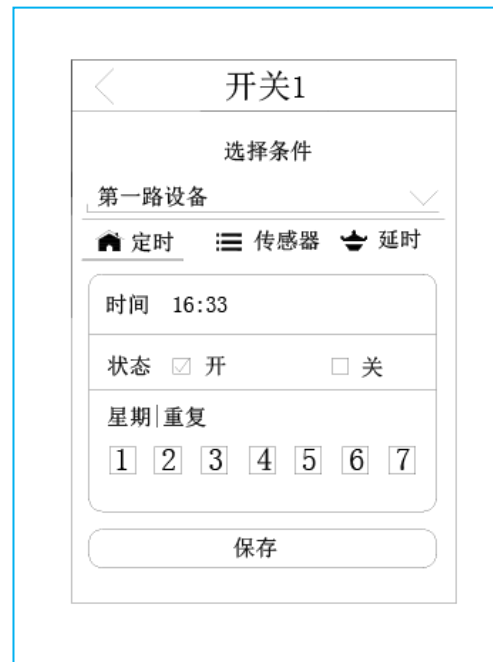 开关1
选择条件
第一路设备
定时 传感器 延时
时间 16:33
状态 开 关
星期|重复
1 2 3 4 5 6 7
保存